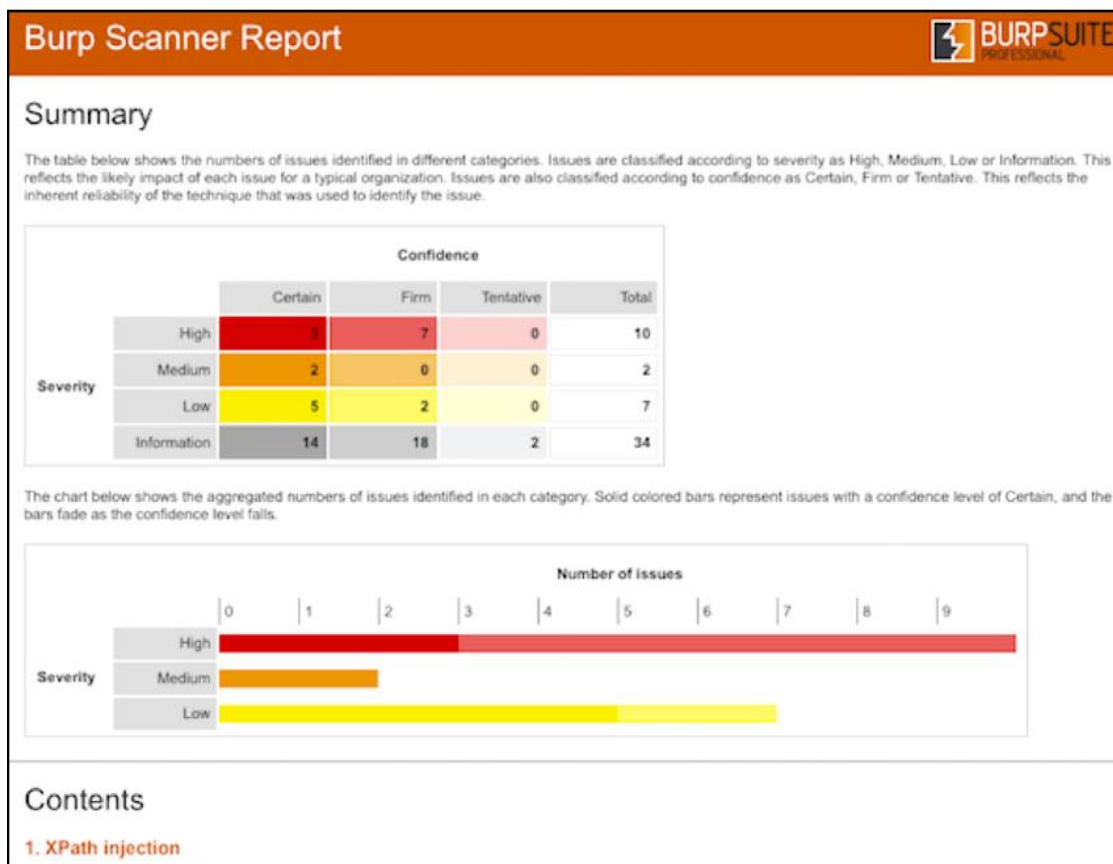 Burp Scanner Report
BURPSUITE
PROFESSIONAL
Summary
The table below shows the numbers of issues identified in different categories. Issues are classified according to severity as High, Medium, Low or Information. This
reflects the likely impact of each issue for a typical organization. Issues are also classified according to confidence as Certain, Firm or Tentative. This reflects the
inherent reliability of the technique that was used to identify the issue.
Confidence
Certain Firm Tentative Total
High 3 7 0 10
Medium 2 0 0 2
Severity
Low 5 2 0 7
Information 14 18 2 34
The chart below shows the aggregated numbers of issues identified in each category. Solid colored bars represent issues with a confidence level of Certain, and the
bars fade as the confidence level falls.
Number of issues
0 1 2 3 4 5 6 7 8 9
High
Severity Medium
Low
Contents
1. XPath injection